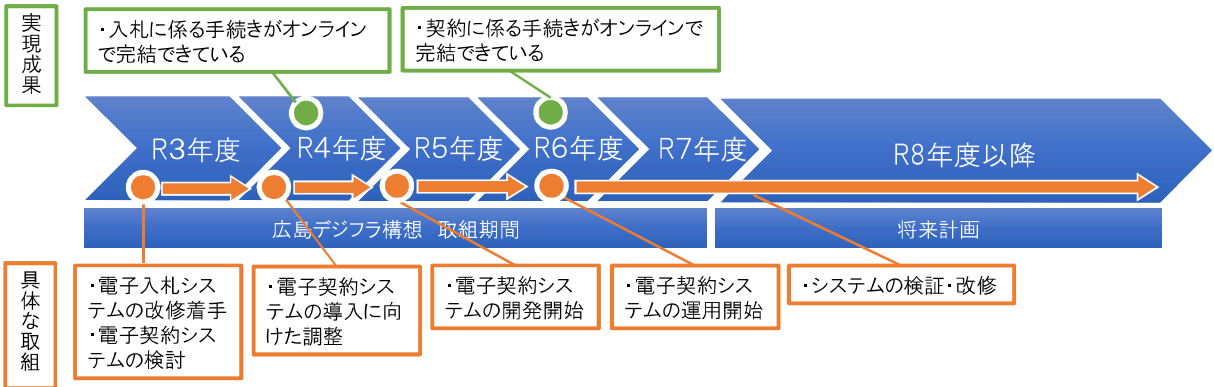 実現成果
・入札に係る手続きがオンライン
で完結できている
・契約に係る手続きがオンラインで
完結できている
R3年度
R4年度
R5年度
R6年度
R7年度
R8年度以降
広島デジフラ構想　取組期間
将来計画
具体的な取組
・電子入札シス
テムの改修着手
・電子契約シス
テムの検討
・電子契約シス
テムの導入に向
けた調整
・電子契約シス
テムの開発開始
・電子契約シス
テムの運用開始
・システムの検証・改修